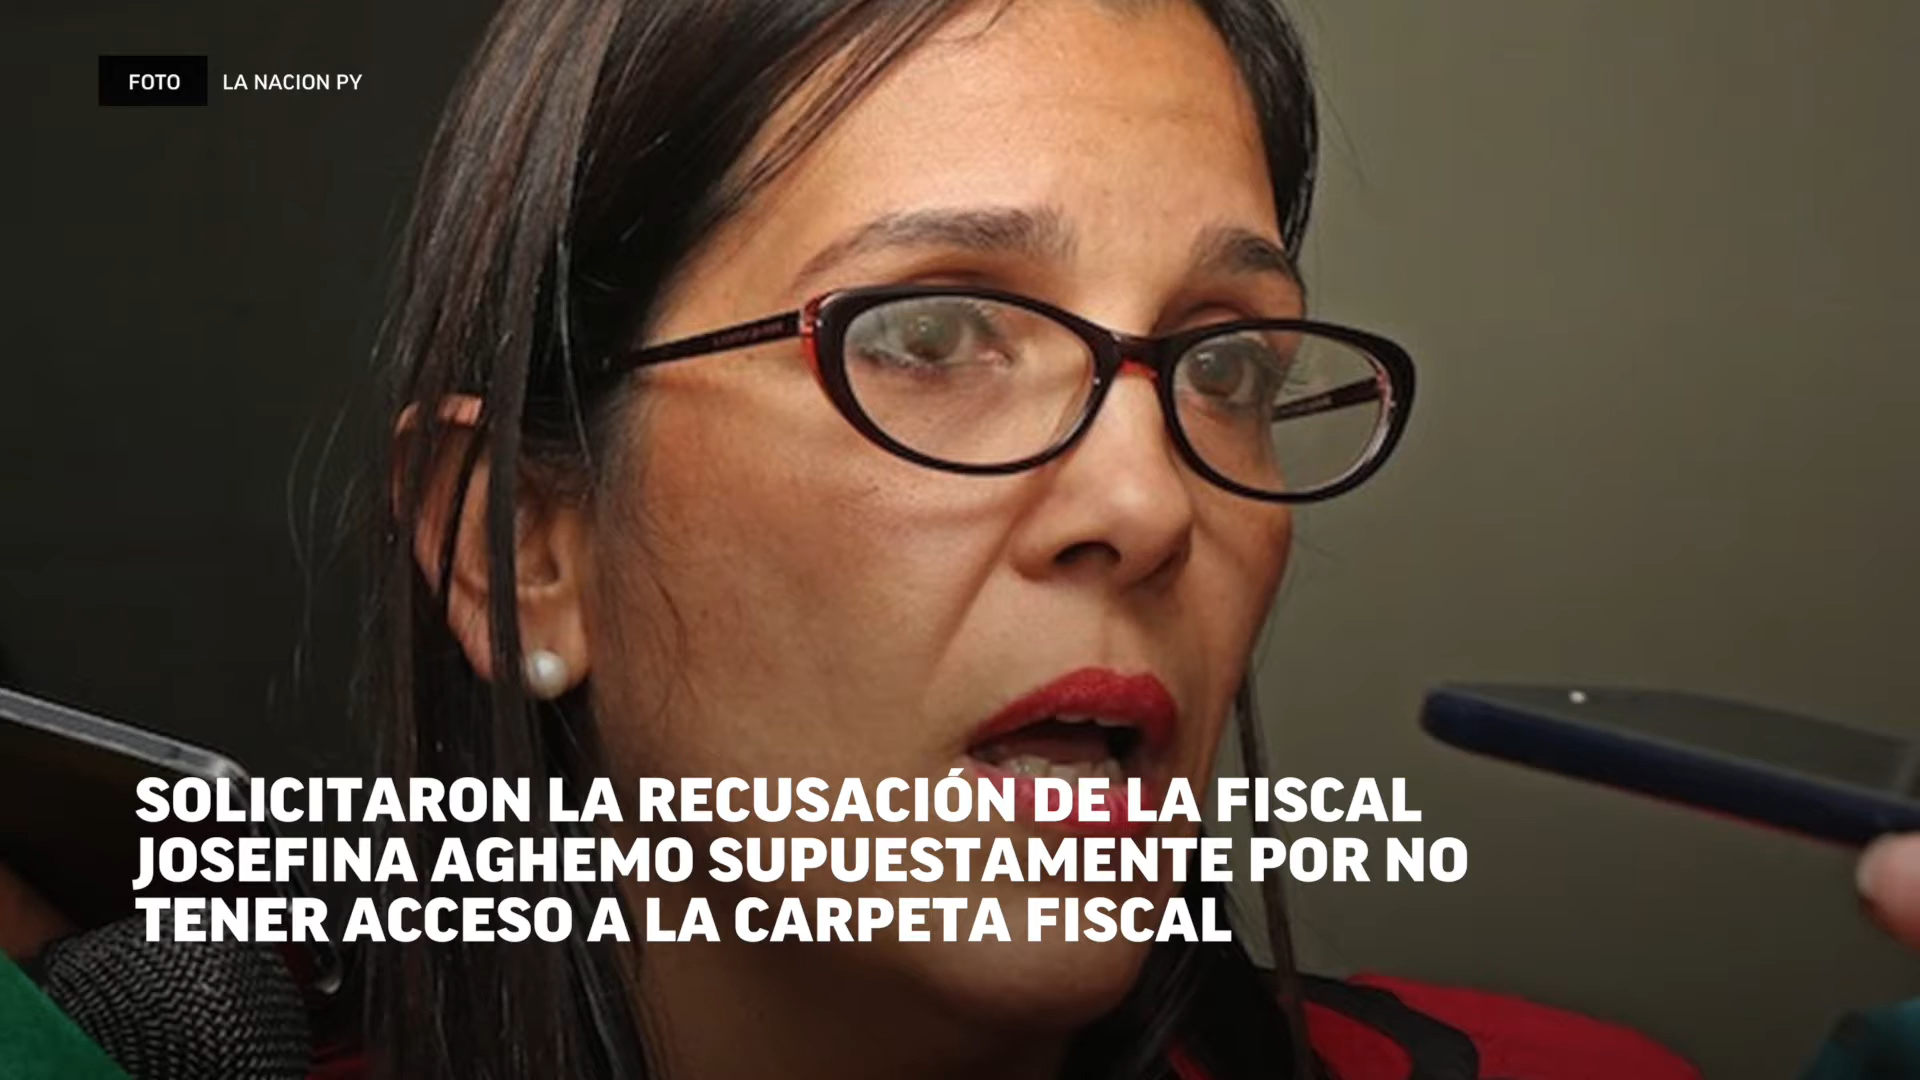 FOTO LA NACION PY
SOLICITARON LA RECUSACIÓN DE LA FISCAL
JOSEFINA AGHEMO SUPUESTAMENTE POR NO
TENER ACCESO A LA CARPETA FISCAL